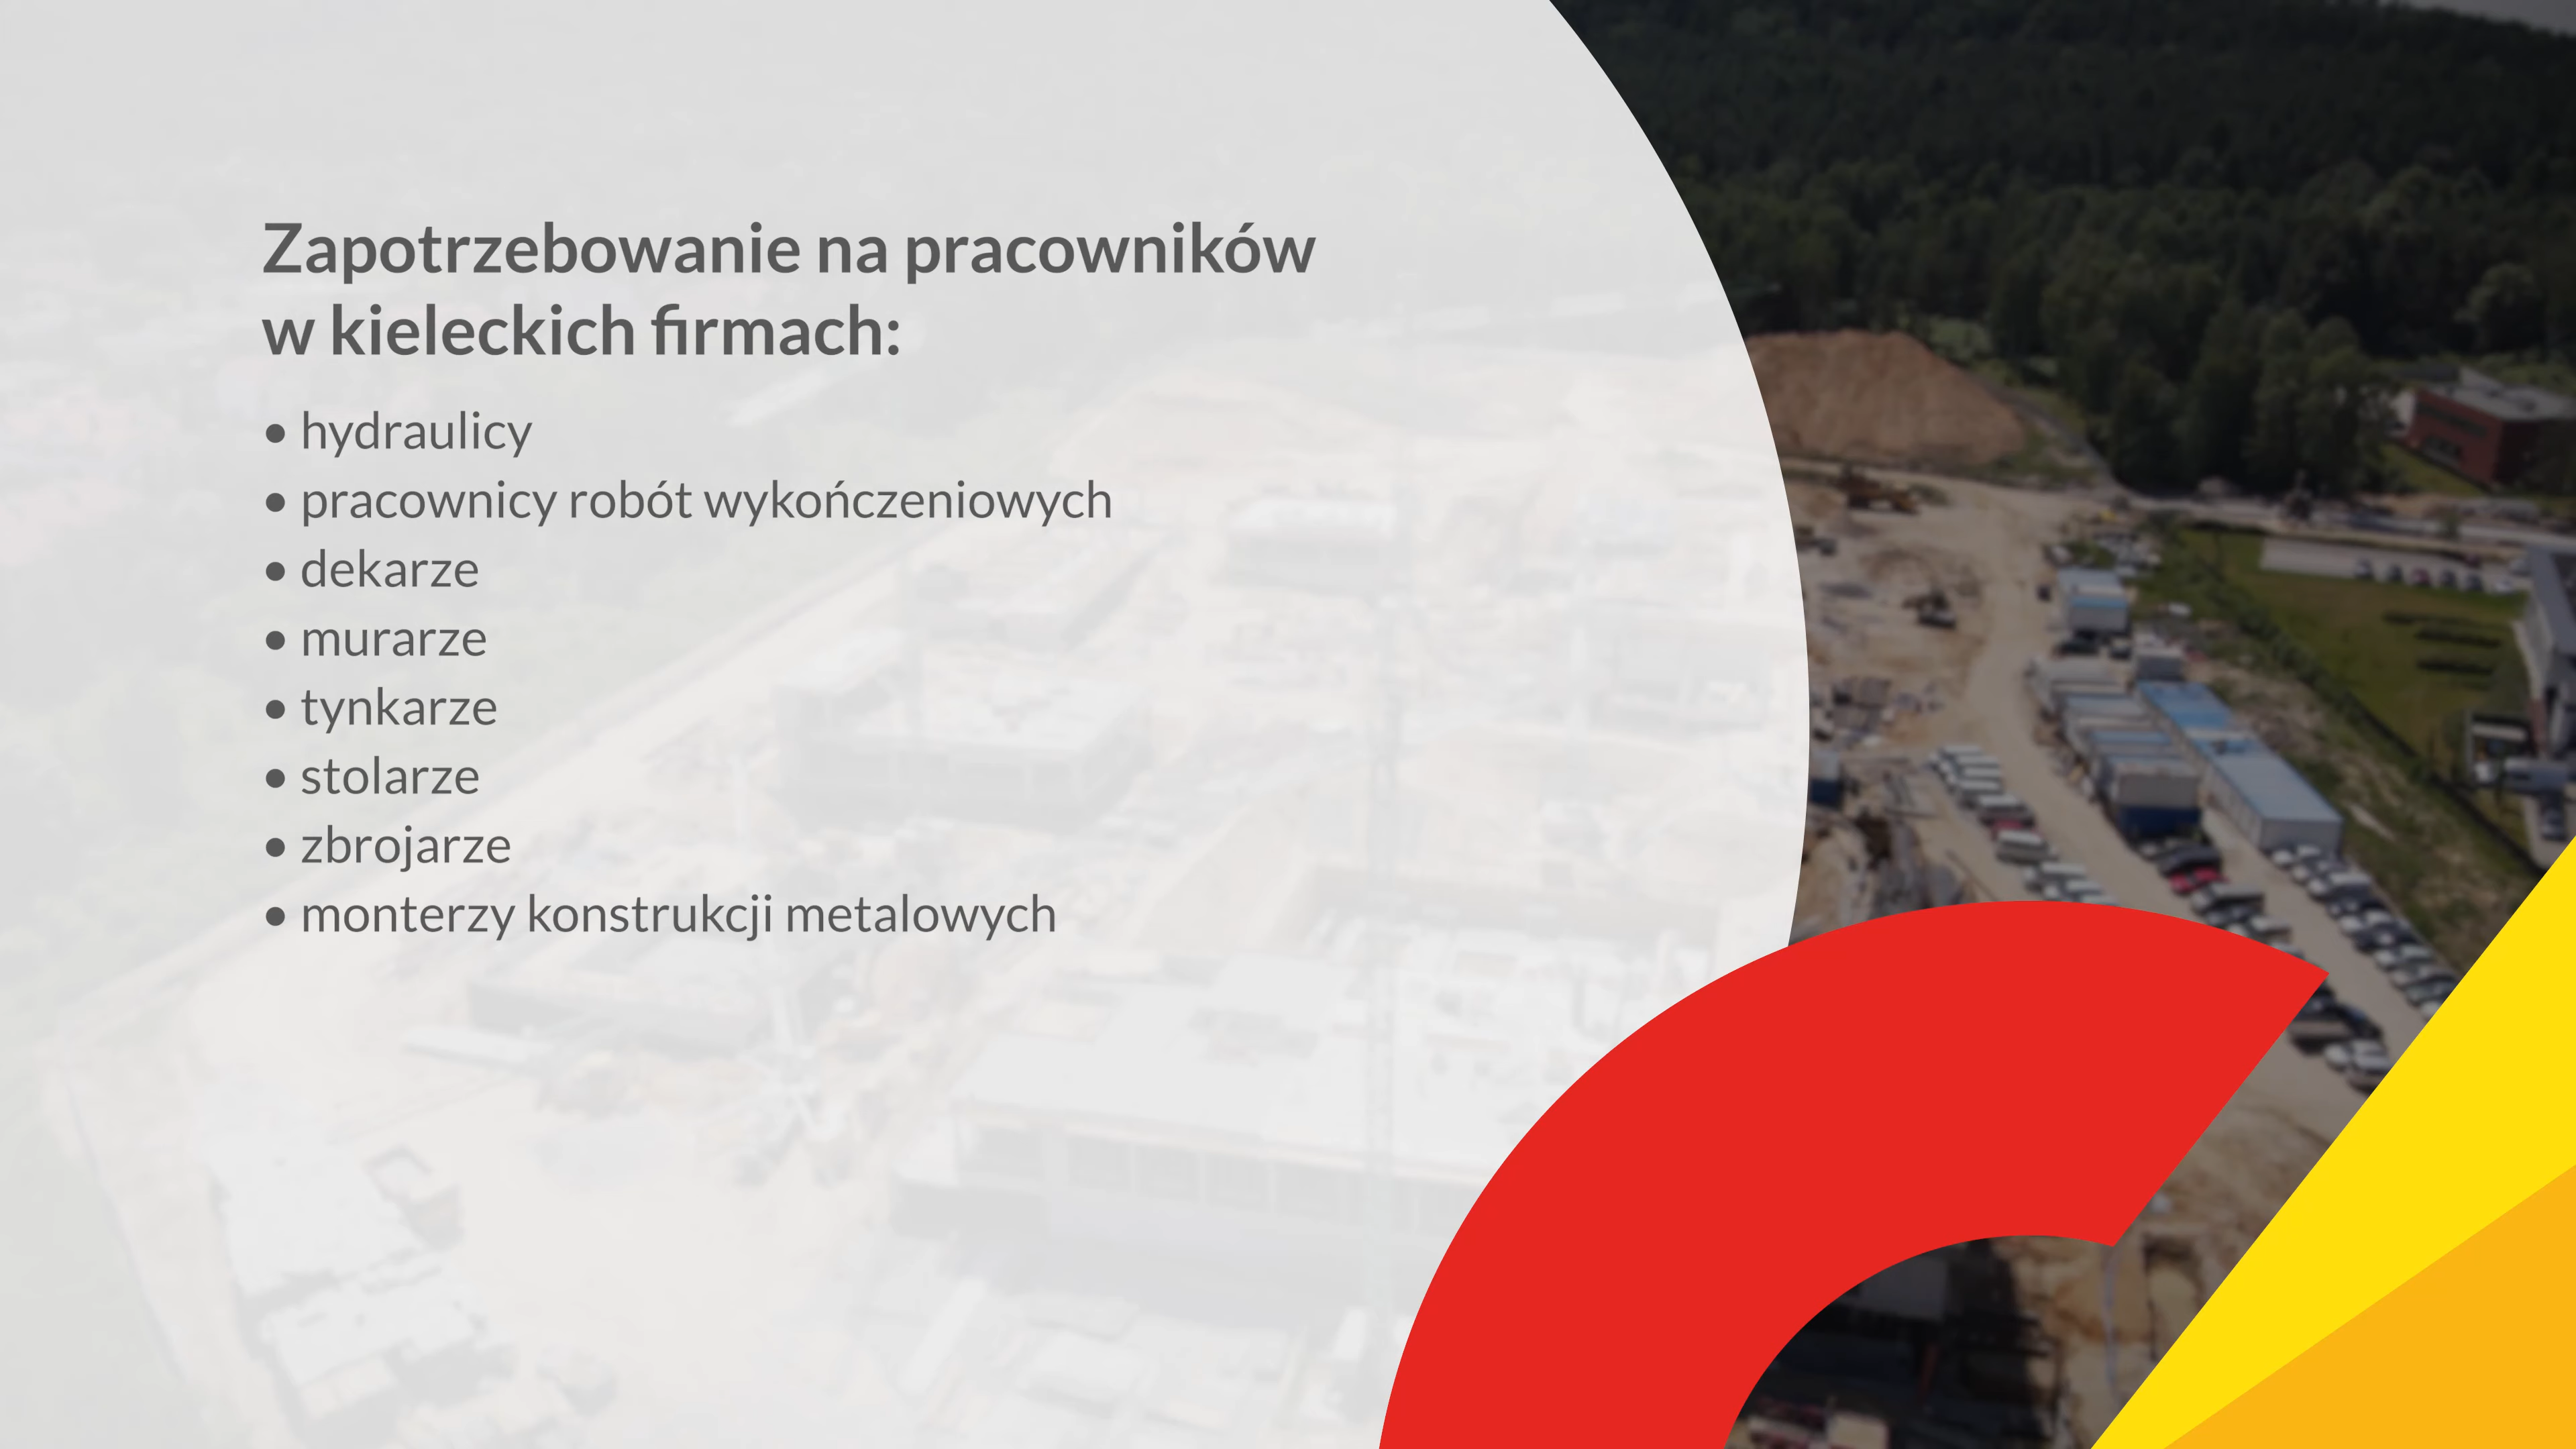 Zapotrzebowanie na pracowników
w kieleckich firmach:
• hydraulicy
• pracownicy robót wykończeniowych
• dekarze
• murarze
• tynkarze
• stolarze
• zbrojarze
• monterzy konstrukcji metalowych